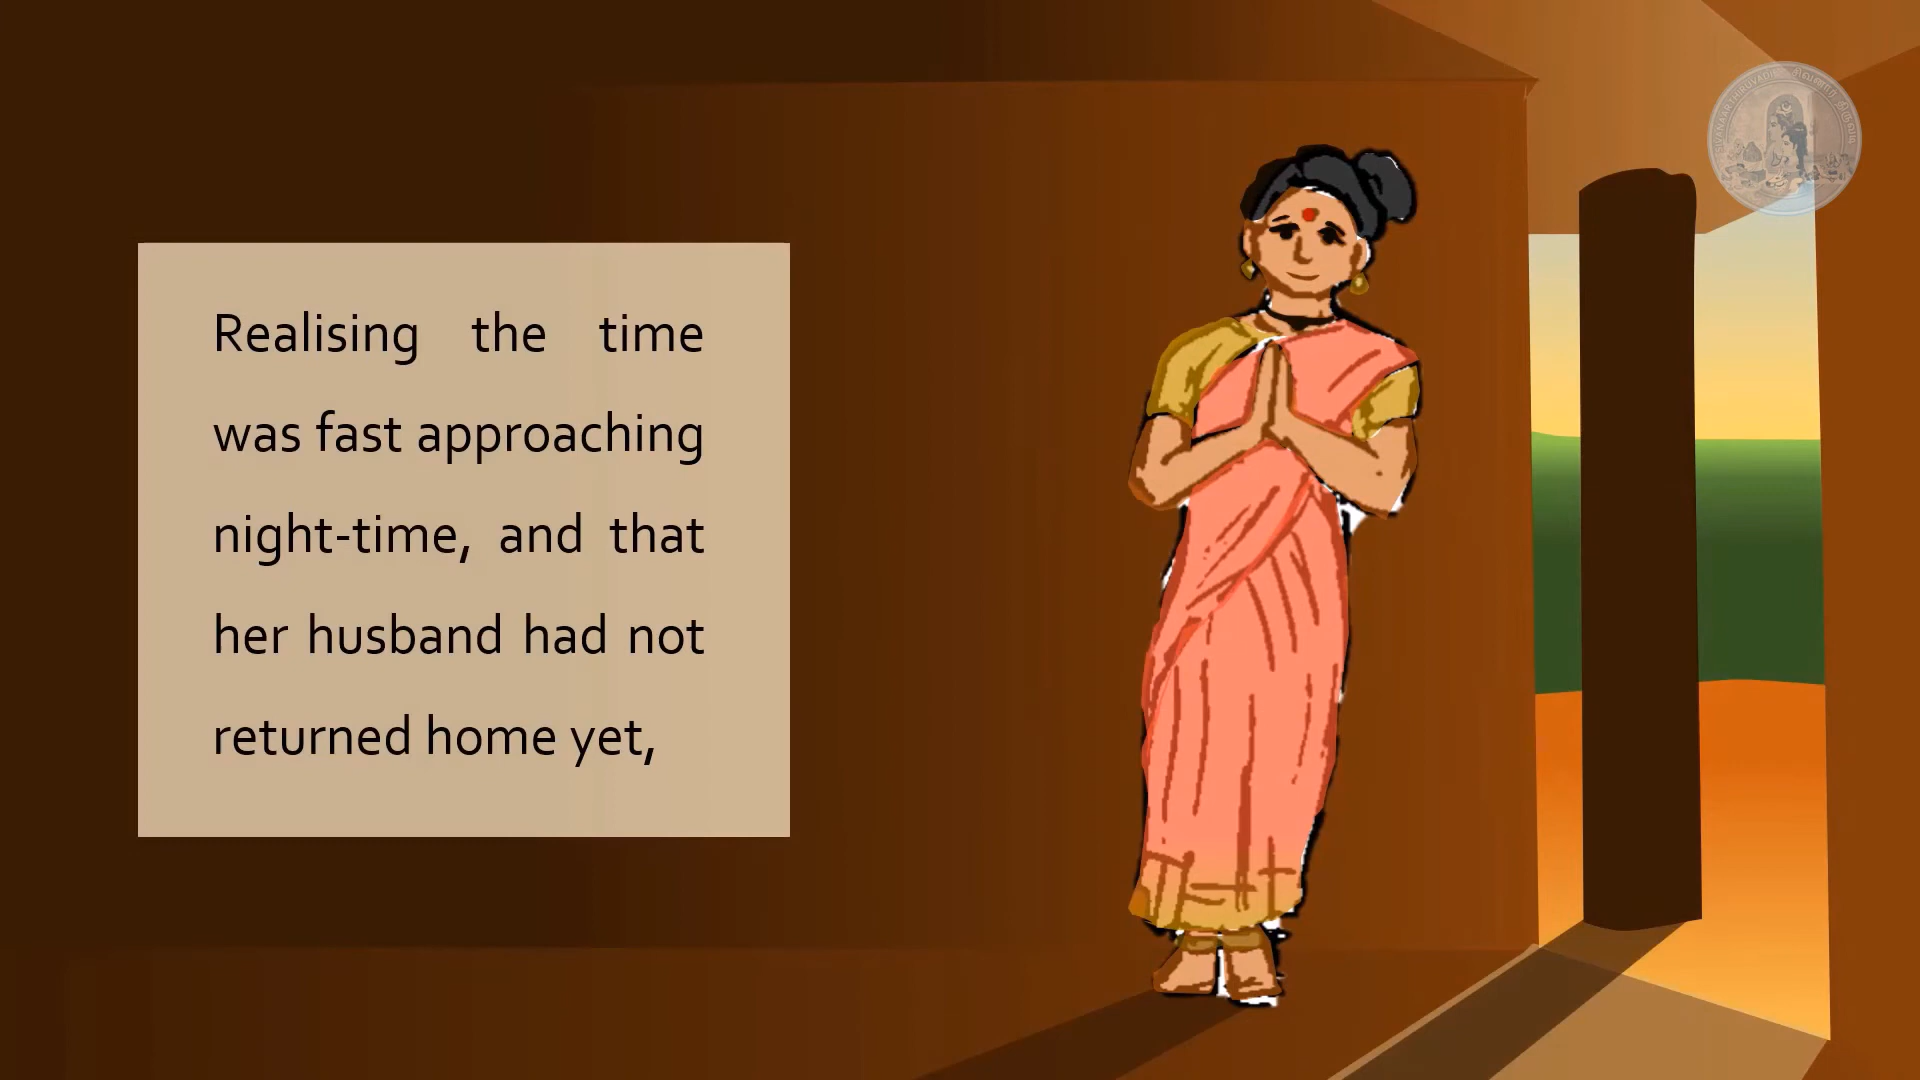 Realising the time
was fast approaching
night-time, and that
her husband had not
returned home yet,